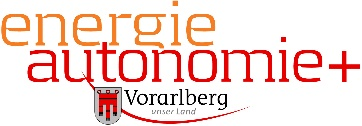 energie
autonomie+
Vorarlberg
unser Land